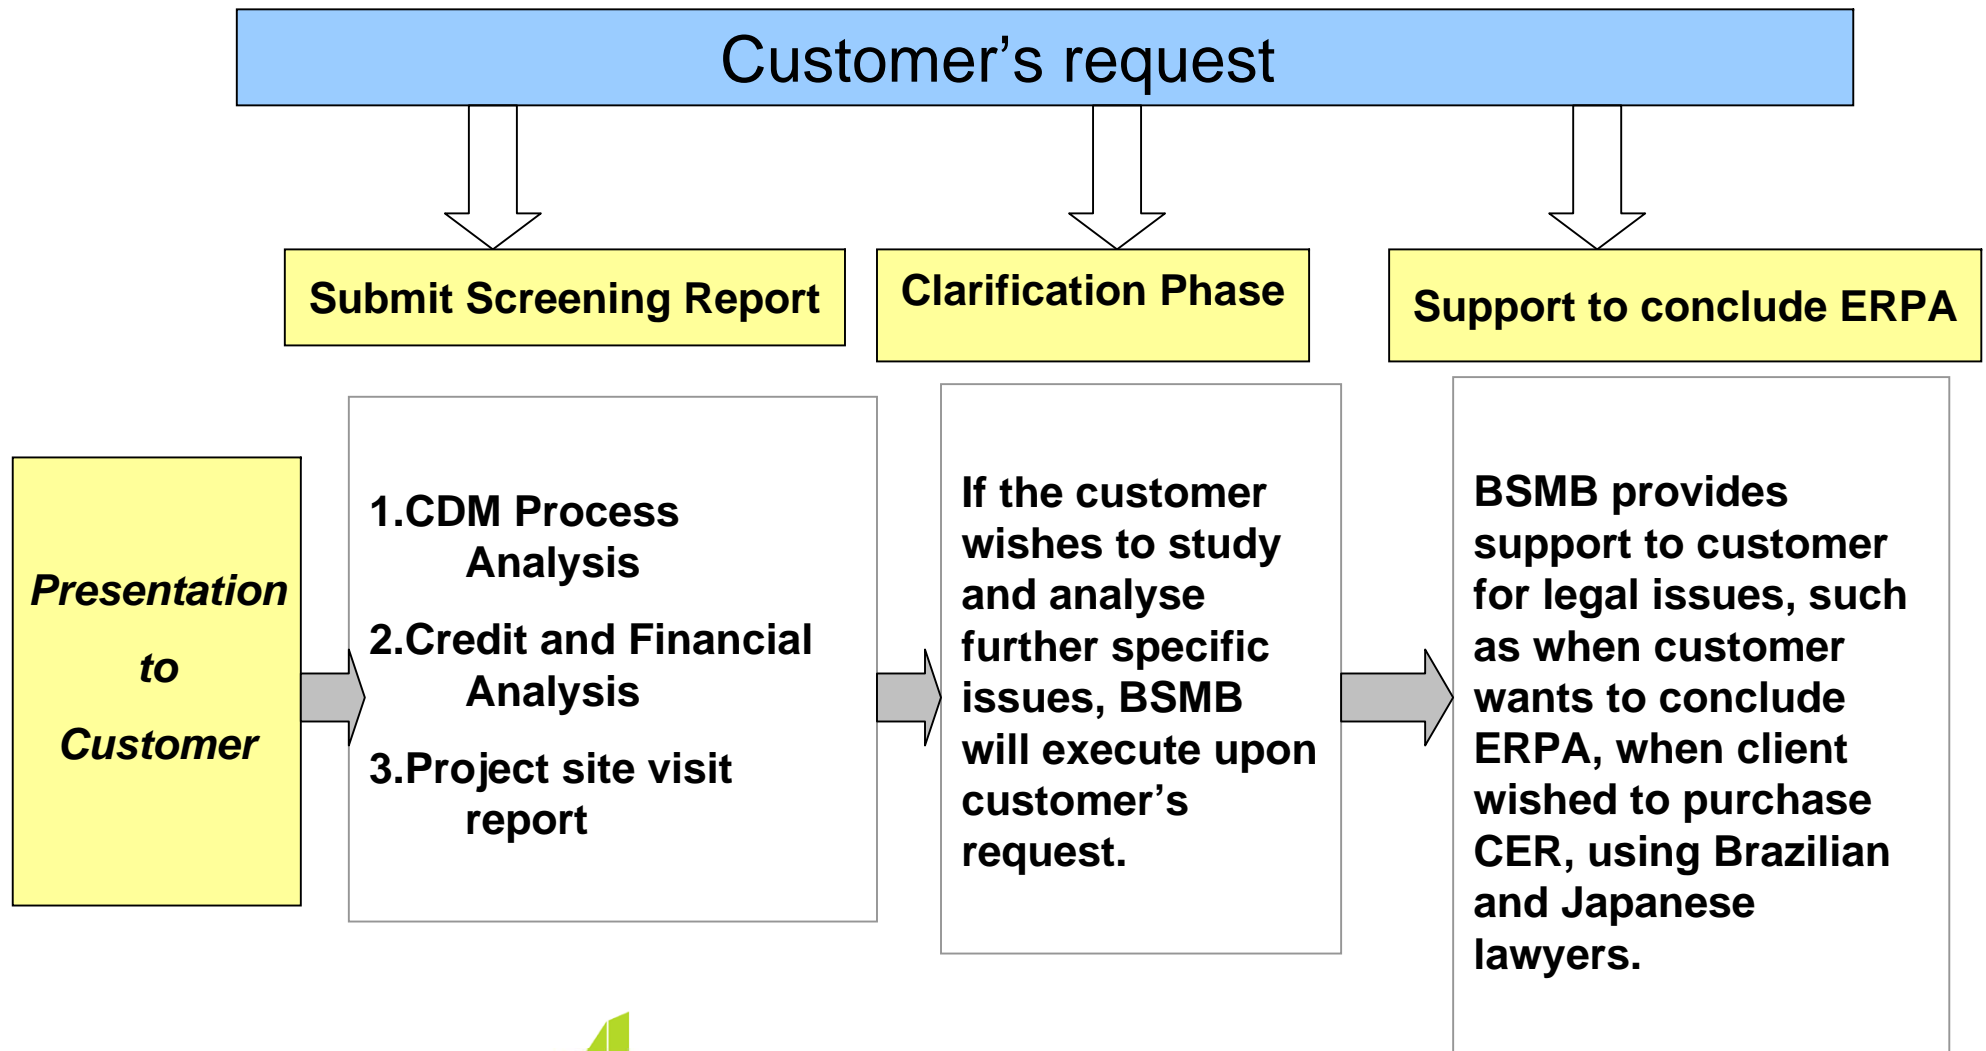 Customer’s request
Submit Screening Report
Clarification Phase
Support to conclude ERPA
Presentation
to
Customer
1.CDM Process
Analysis
2.Credit and Financial
Analysis
3.Project site visit
report
If the customer
wishes to study
and analyse
further specific
issues, BSMB
will execute upon
customer’s
request.
BSMB provides
support to customer
for legal issues, such
as when customer
wants to conclude
ERPA, when client
wished to purchase
CER, using Brazilian
and Japanese
lawyers.